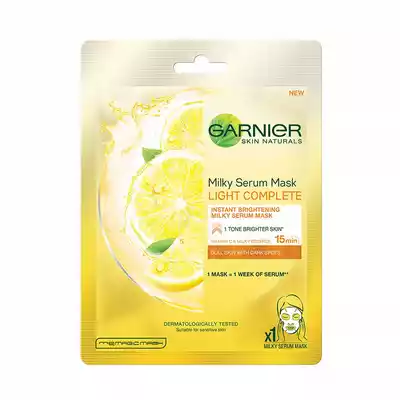 NEW
GARNIER
SKIN NATURALS
Milky Serum Mask
LIGHT COMPLETE
INSTANT BRIGHTENING
MILKY SERUM MASK
1 TONE BRIGHTER SKIN*
15min
DULL SKIN WITH DARK SPOTS
1 MASK = 1 WEEK OF SERUM**
DERMATOLOGICALLY TESTED
Suitable for sensitive skin
x1
MILKY SERUM MASK